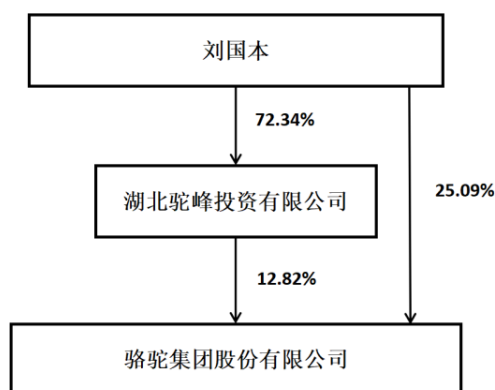 刘国本
72.34%
湖北驼峰投资有限公司
25.09%
12.82%
骆驼集团股份有限公司